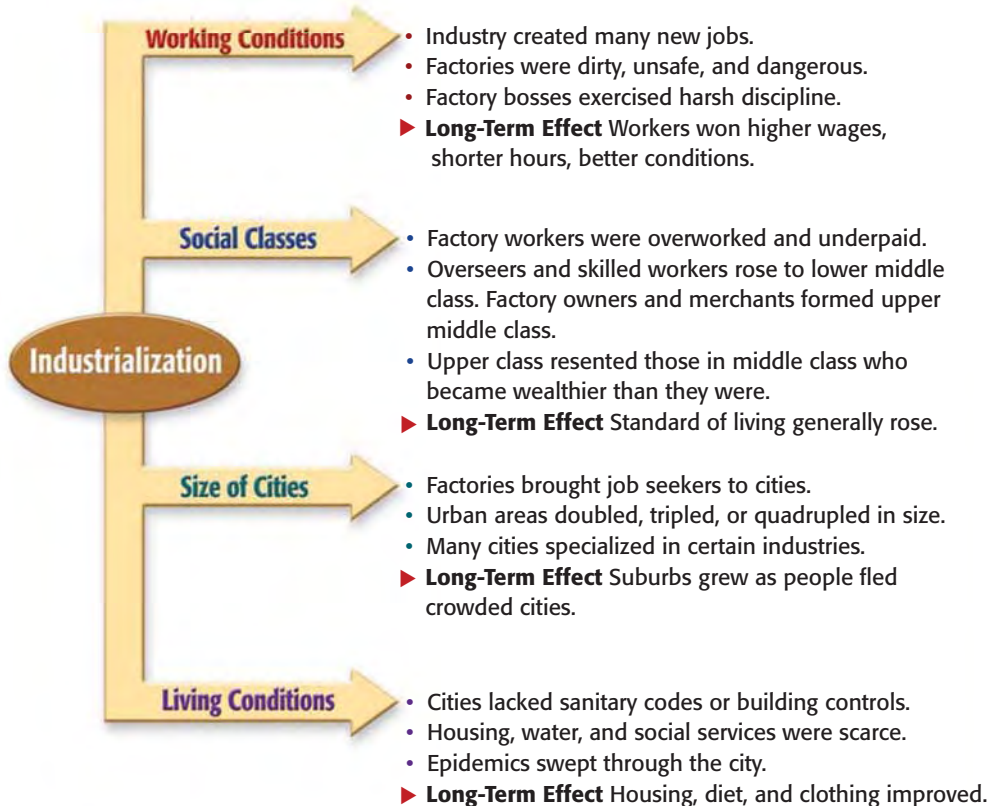 Working Conditions
• Industry created many new jobs.
• Factories were dirty, unsafe, and dangerous.
• Factory bosses exercised harsh discipline.
▶ Long-Term Effect Workers won higher wages,
shorter hours, better conditions.
Social Classes
• Factory workers were overworked and underpaid.
• Overseers and skilled workers rose to lower middle
class. Factory owners and merchants formed upper
middle class.
• Upper class resented those in middle class who
became wealthier than they were.
▶ Long-Term Effect Standard of living generally rose.
Industrialization
Size of Cities
• Factories brought job seekers to cities.
• Urban areas doubled, tripled, or quadrupled in size.
• Many cities specialized in certain industries.
▶ Long-Term Effect Suburbs grew as people fled
crowded cities.
Living Conditions
• Cities lacked sanitary codes or building controls.
• Housing, water, and social services were scarce.
• Epidemics swept through the city.
▶ Long-Term Effect Housing, diet, and clothing improved.